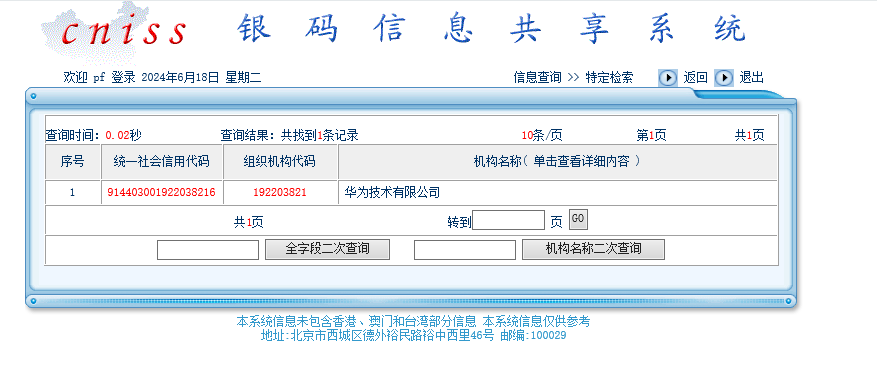 cniss 银码信息共享系统
欢迎 pf 登录 2024年6月18日 星期二 信息查询 >> 特定检索 返回 退出
查询时间：0.02秒 查询结果：共找到1条记录 10条/页 第1页 共1页
序号 统一社会信用代码 组织机构代码 机构名称( 单击查看详细内容 )
1 914403001922038216 192203821 华为技术有限公司
共1页 转到 页 GO
全字段二次查询 机构名称二次查询
本系统信息未包含香港、澳门和台湾部分信息 本系统信息仅供参考
地址:北京市西城区德外裕民路裕中西里46号 邮编:100029